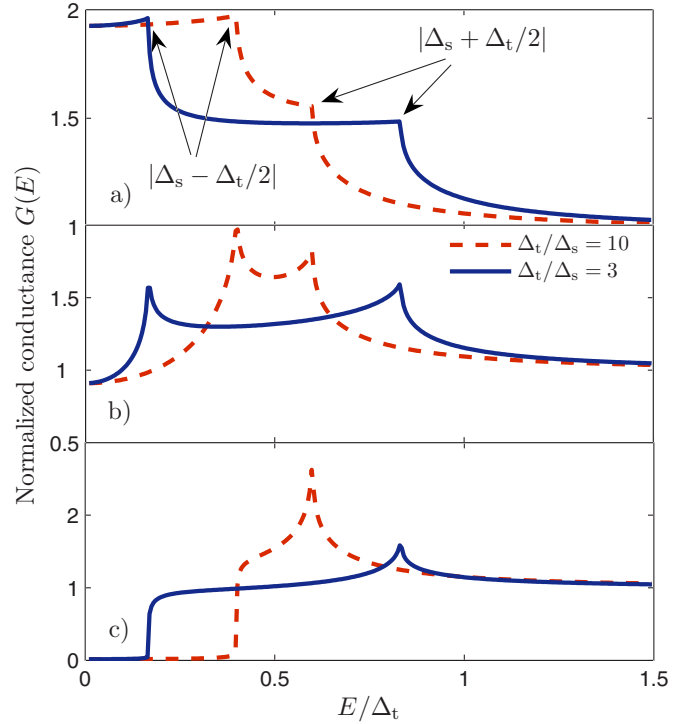 2
|Δs + Δt/2|
1.5
|Δs − Δt/2|
a)
1
Δt/Δs = 10
Δt/Δs = 3
1.5
1
b)
0.5
2
1
c)
0
0 0.5 1 1.5
E/Δt
Normalized conductance G(E)